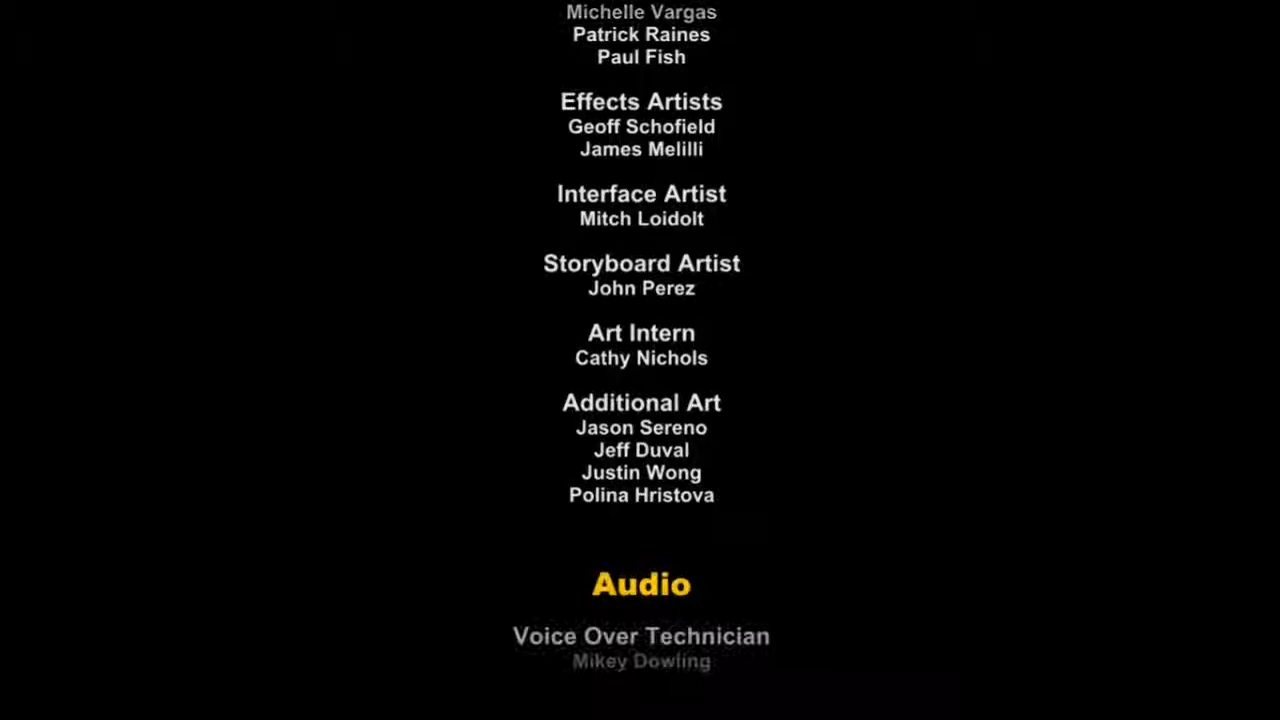 Michelle Vargas
Patrick Raines
Paul Fish
Effects Artists
Geoff Schofield
James Melilli
Interface Artist
Mitch Loidolt
Storyboard Artist
John Perez
Art Intern
Cathy Nichols
Additional Art
Jason Sereno
Jeff Duval
Justin Wong
Polina Hristova
Audio
Voice Over Technician
Mikey Dowling